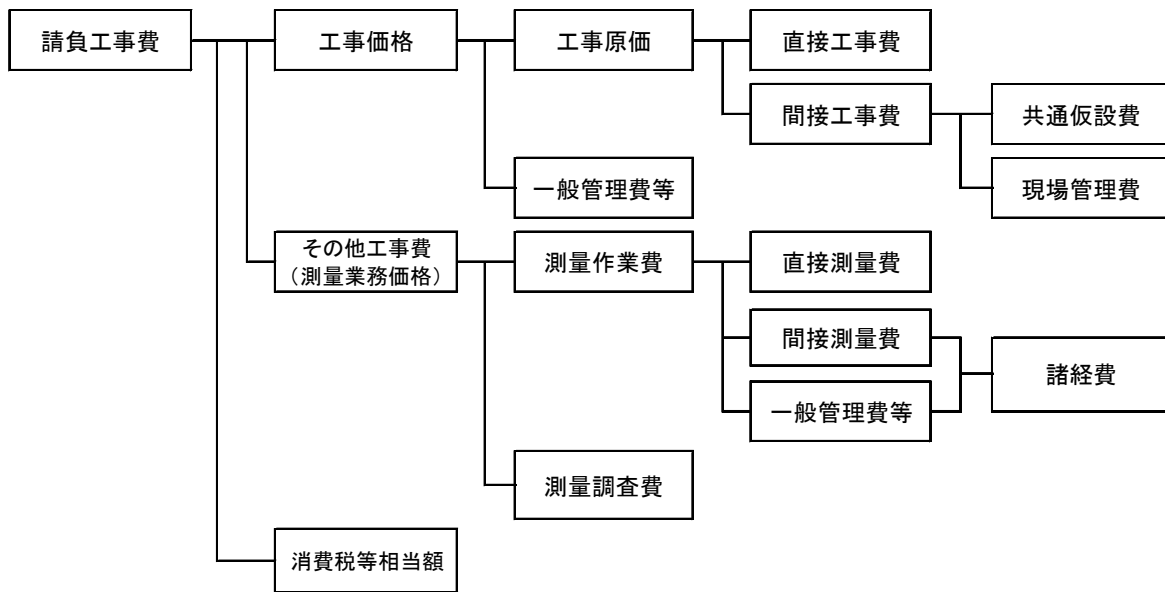 請負工事費
工事価格
工事原価
直接工事費
間接工事費
共通仮設費
現場管理費
一般管理費等
その他工事費
（測量業務価格）
測量作業費
直接測量費
間接測量費
諸経費
一般管理費等
測量調査費
消費税等相当額